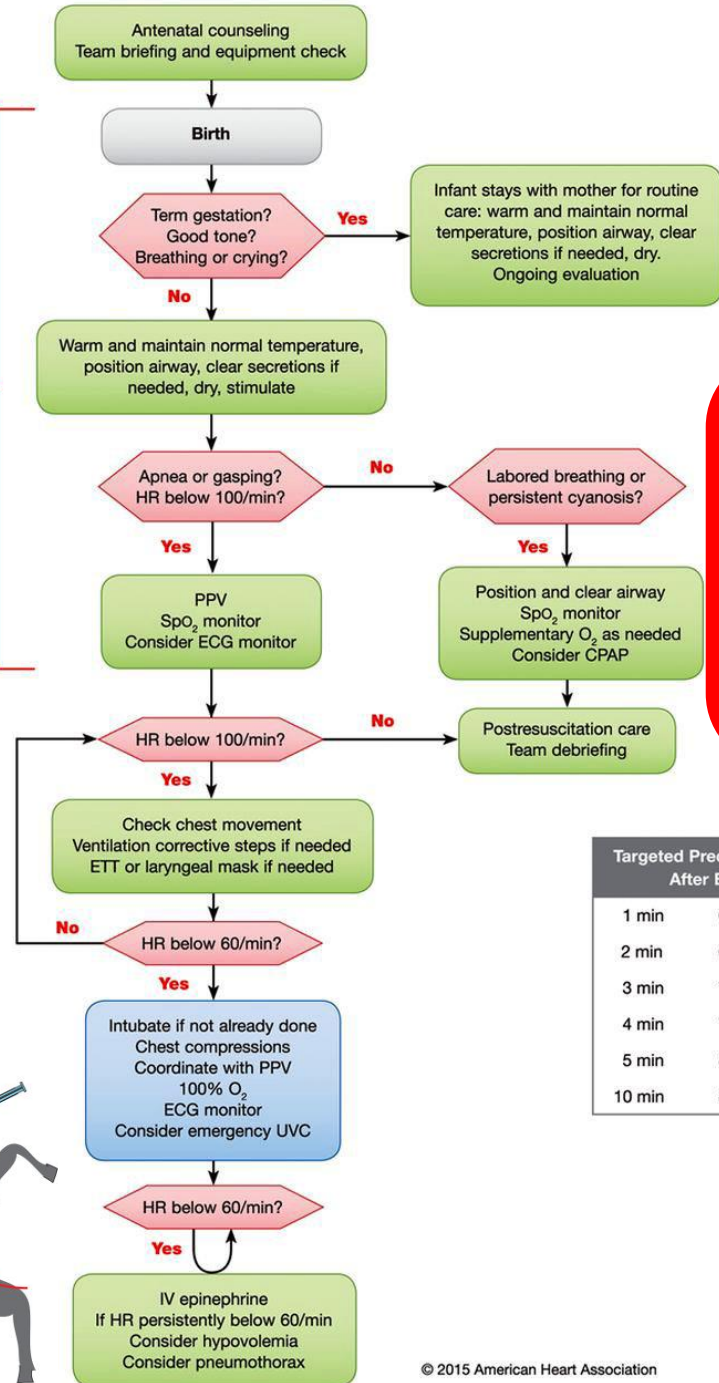 Antenatal counseling
Team briefing and equipment check
Birth
Term gestation?
Good tone?
Breathing or crying?
Yes
Infant stays with mother for routine
care: warm and maintain normal
temperature, position airway, clear
secretions if needed, dry.
Ongoing evaluation
No
Warm and maintain normal temperature,
position airway, clear secretions if
needed, dry, stimulate
Apnea or gasping?
HR below 100/min?
No
Labored breathing or
persistent cyanosis?
Yes
Yes
PPV
SpO₂ monitor
Consider ECG monitor
Position and clear airway
SpO₂ monitor
Supplementary O₂ as needed
Consider CPAP
HR below 100/min?
No
Postresuscitation care
Team debriefing
Yes
Check chest movement
Ventilation corrective steps if needed
ETT or laryngeal mask if needed
Targeted
After
1 min
2 min
3 min
4 min
5 min
10 min
No
HR below 60/min?
Yes
Intubate if not already done
Chest compressions
Coordinate with PPV
100% O₂
ECG monitor
Consider emergency UVC
HR below 60/min?
Yes
IV epinephrine
If HR persistently below 60/min
Consider hypovolemia
Consider pneumothorax
© 2015 American Heart Association